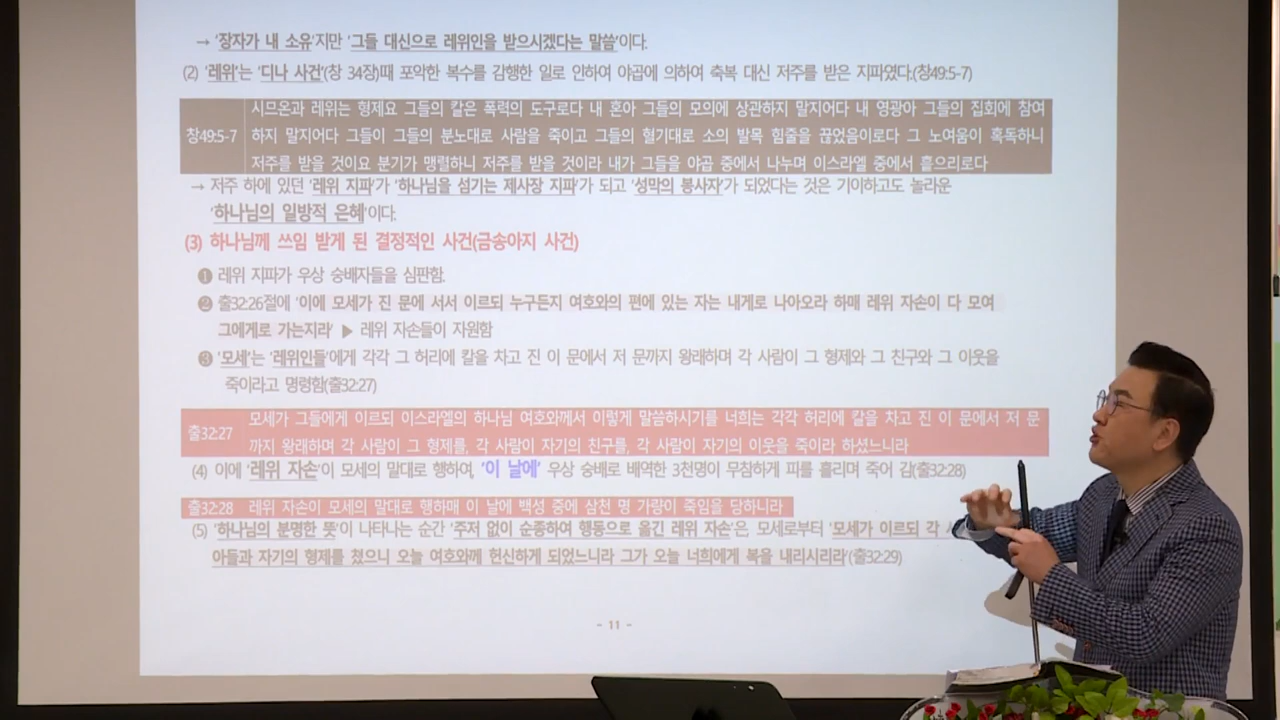 → '장자가 내 소유'지만 '그들 대신으로 레위인을 받으시겠다는 말씀'이다.
(2) '레위'는 '디나 사건'(창 34장)때 포악한 복수를 감행한 일로 인하여 야곱에 의하여 축복 대신 저주를 받은 지파였다.(창49:5-7)
시므온과 레위는 형제요 그들의 칼은 폭력의 도구로다 내 혼아 그들의 모의에 상관하지 말지어다 내 영광아 그들의 집회에 참여
창49:5-7 하지 말지어다 그들이 그들의 분노대로 사람을 죽이고 그들의 혈기대로 소의 발목 힘줄을 끊었음이로다 그 노여움이 혹독하니
저주를 받을 것이요 분기가 맹렬하니 저주를 받을 것이라 내가 그들을 야곱 중에서 나누며 이스라엘 중에서 흩으리로다
→ 저주 하에 있던 '레위 지파'가 '하나님을 섬기는 제사장 지파'가 되고 '성막의 봉사자'가 되었다는 것은 기이하고도 놀라운
'하나님의 일방적 은혜'이다.
(3) 하나님께 쓰임 받게 된 결정적인 사건(금송아지 사건)
❶ 레위 지파가 우상 숭배자들을 심판함.
❷ 출32:26절에 '이에 모세가 진 문에 서서 이르되 누구든지 여호와의 편에 있는 자는 내게로 나아오라 하매 레위 자손이 다 모여
그에게로 가는지라' ▶ 레위 자손들이 자원함
❸ '모세'는 '레위인들'에게 각각 그 허리에 칼을 차고 진 이 문에서 저 문까지 왕래하며 각 사람이 그 형제와 그 친구와 그 이웃을
죽이라고 명령함(출32:27)
출32:27 모세가 그들에게 이르되 이스라엘의 하나님 여호와께서 이렇게 말씀하시기를 너희는 각각 허리에 칼을 차고 진 이 문에서 저 문
까지 왕래하며 각 사람이 그 형제를, 각 사람이 자기의 친구를, 각 사람이 자기의 이웃을 죽이라 하셨느니라
(4) 이에 '레위 자손'이 모세의 말대로 행하여, '이 날에' 우상 숭배로 배역한 3천명이 무참하게 피를 흘리며 죽어 감(출32:28)
출32:28 레위 자손이 모세의 말대로 행하매 이 날에 백성 중에 삼천 명 가량이 죽임을 당하니라
(5) '하나님의 분명한 뜻'이 나타나는 순간 '주저 없이 순종하여 행동으로 옮긴 레위 자손'은, 모세로부터 '모세가 이르되 각
아들과 자기의 형제를 쳤으니 오늘 여호와께 헌신하게 되었느니라 그가 오늘 너희에게 복을 내리시리라'(출32:29)
- 11 -